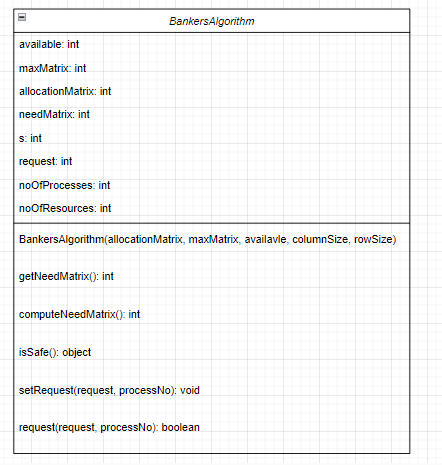 BankersAlgorithm
available: int
maxMatrix: int
allocationMatrix: int
needMatrix: int
s: int
request: int
noOfProcesses: int
noOfResources: int
BankersAlgorithm(allocationMatrix, maxMatrix, availavle, columnSize, rowSize)
getNeedMatrix(): int
computeNeedMatrix(): int
isSafe(): object
setRequest(request, processNo): void
request(request, processNo): boolean